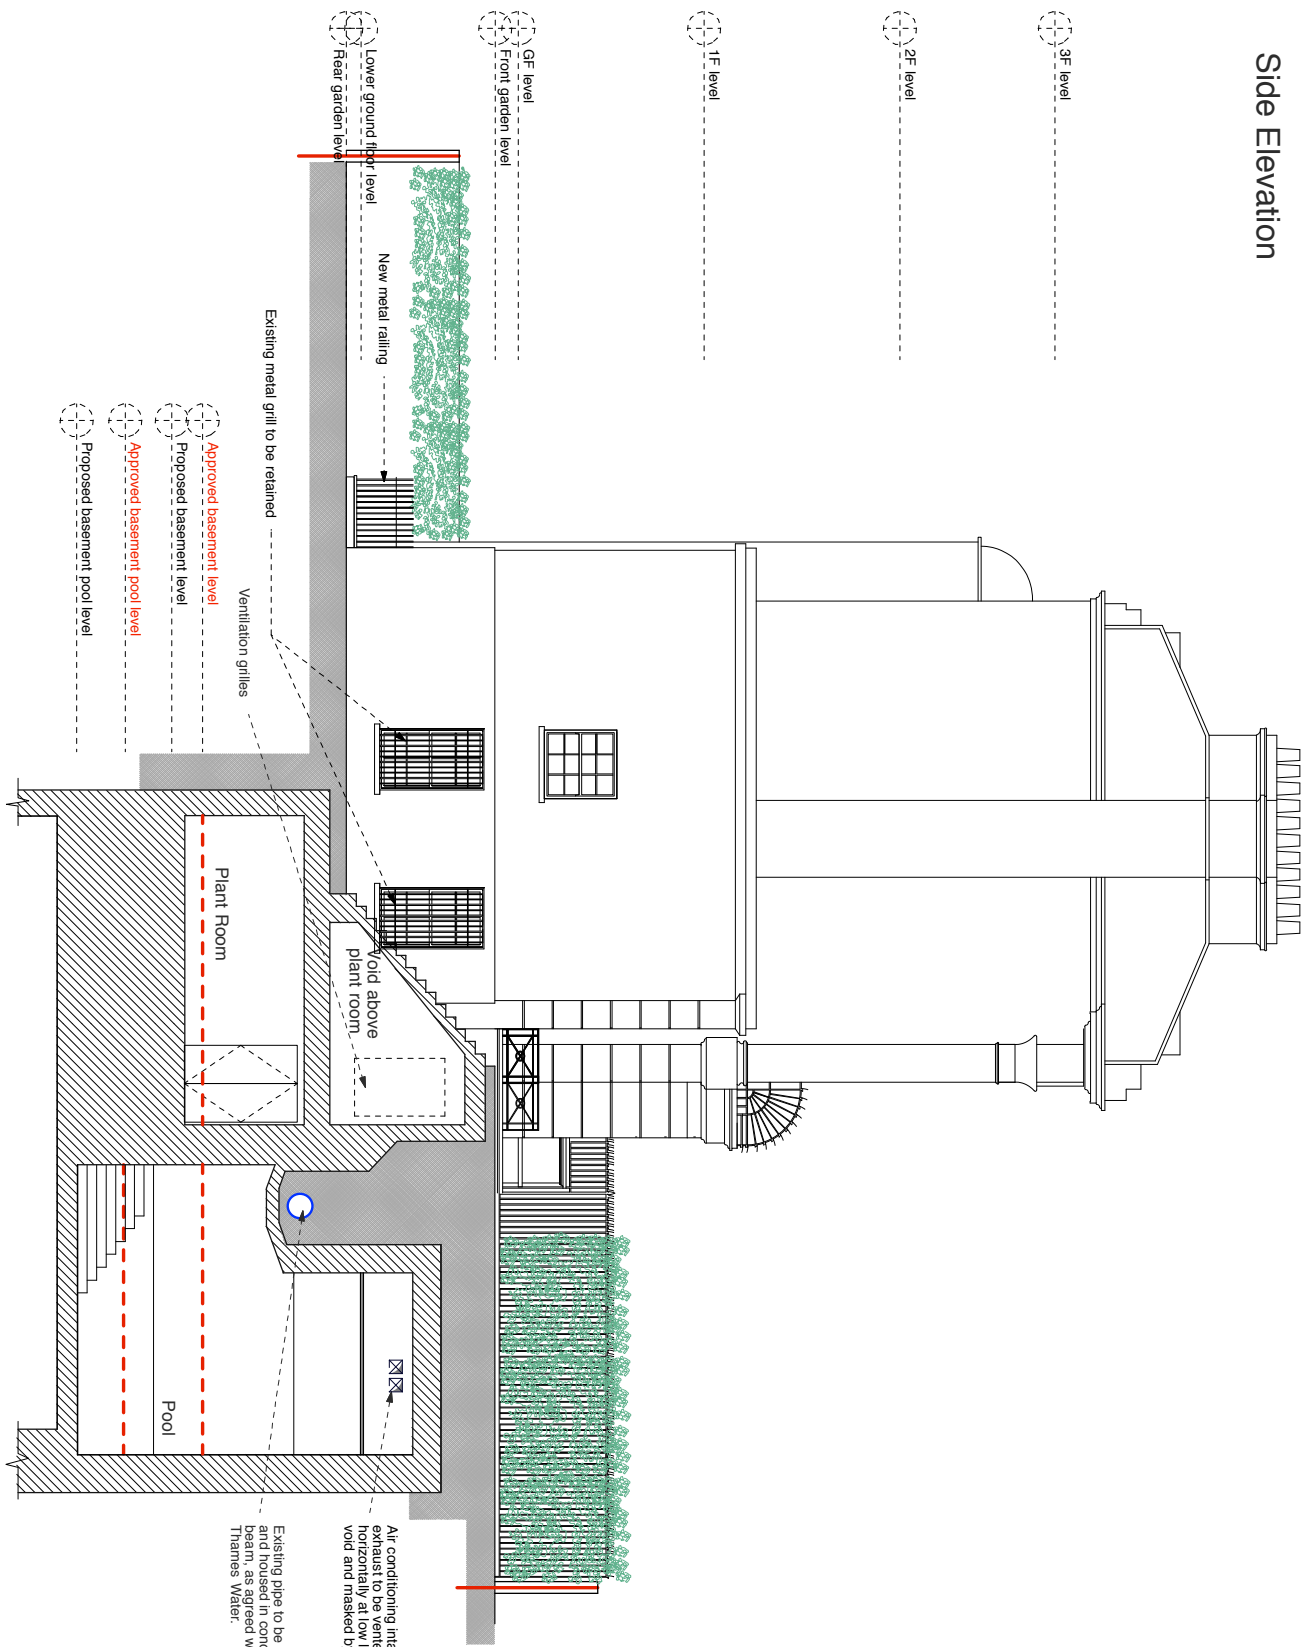 Side Elevation
3F level
2F level
1F level
GF level
Front garden level
Lower ground floor level
Rear garden level
New metal railing
Existing metal grill to be retained
Ventilation grilles
Approved basement level
Proposed basement level
Approved basement pool level
Proposed basement pool level
Void above
plant room
Plant Room
Pool
Air conditioning
exhaust to be
horizontally at low
void and masked
Existing pipe to be
and housed in
beam, as agreed
Thames Water.